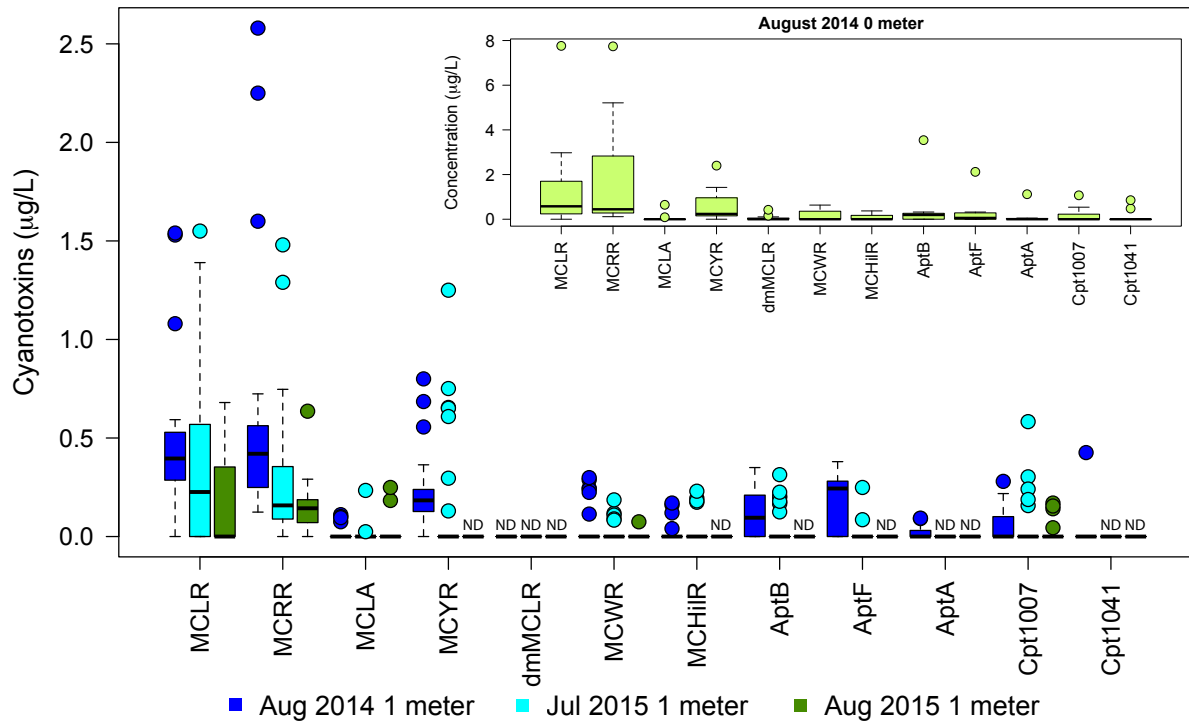 August 2014 0 meter
Concentration (µg/L)
8
6
4
2
0
MCLR
MCRR
MCLA
MCYR
dmMCLR
MCWR
MCHilR
AptB
AptF
AptA
Cpt1007
Cpt1041
Cyanotoxins (µg/L)
2.5
2.0
1.5
1.0
0.5
0.0
ND
ND ND ND
ND
ND
ND
ND ND
ND ND
MCLR
MCRR
MCLA
MCYR
dmMCLR
MCWR
MCHilR
AptB
AptF
AptA
Cpt1007
Cpt1041
Aug 2014 1 meter Jul 2015 1 meter Aug 2015 1 meter